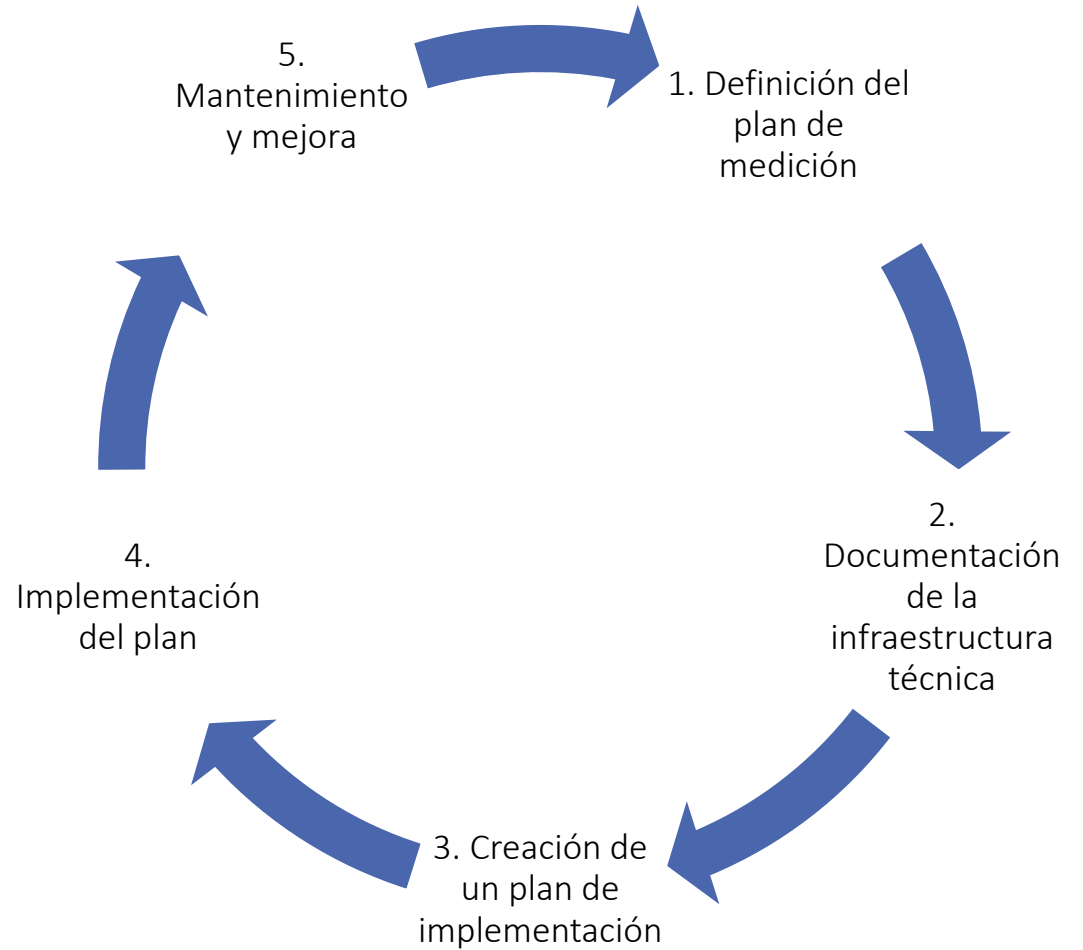 1. Definición del
plan de
medición
2.
Documentación
de la
infraestructura
técnica
3. Creación de
un plan de
implementación
4.
Implementación
del plan
5.
Mantenimiento
y mejora